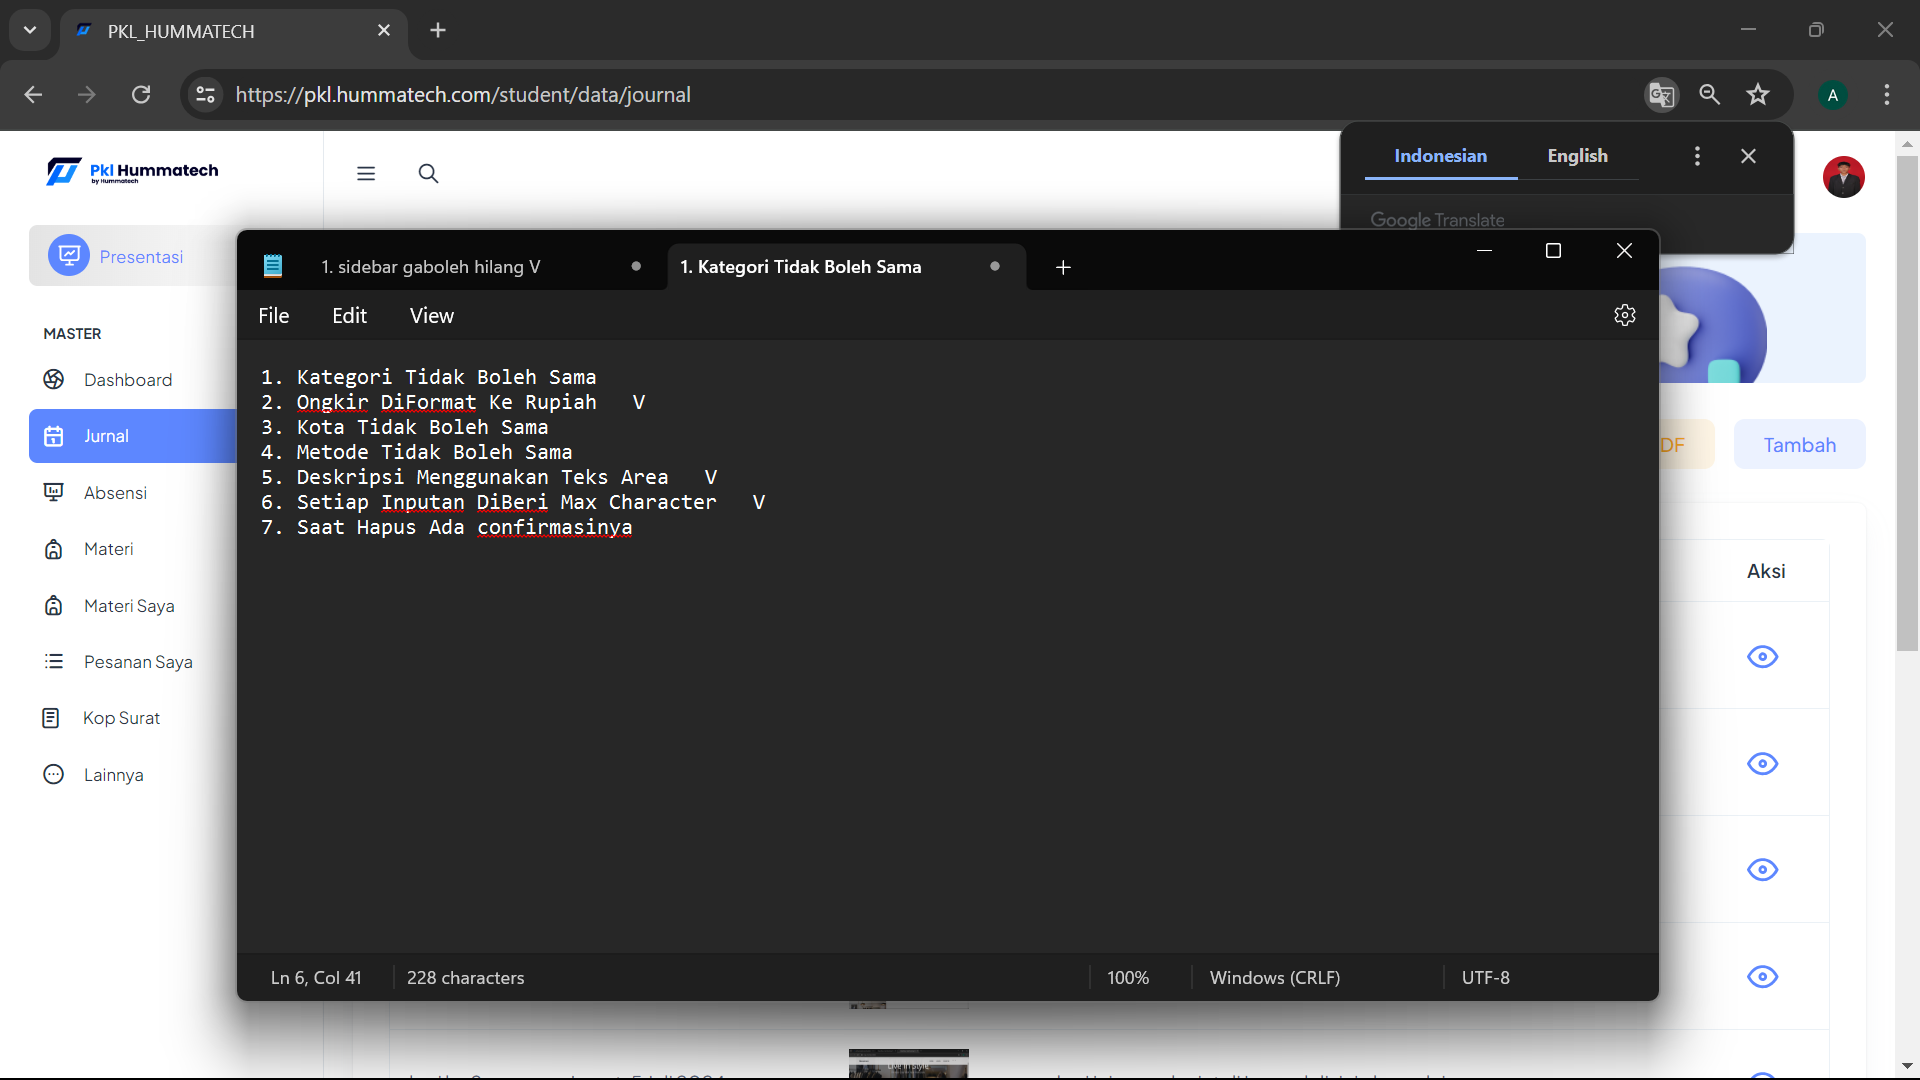 PKL_HUMMATECH
https://pkl.hummatech.com/student/data/journal
A
Indonesian English
Google Translate
Pkl Hummatech
by Hummatech
Presentasi
MASTER
Dashboard
Jurnal
Absensi
Materi
Materi Saya
Pesanan Saya
Kop Surat
Lainnya
1. sidebar gaboleh hilang V
1. Kategori Tidak Boleh Sama
File Edit View
1. Kategori Tidak Boleh Sama
2. Ongkir DiFormat Ke Rupiah V
3. Kota Tidak Boleh Sama
4. Metode Tidak Boleh Sama
5. Deskripsi Menggunakan Teks Area V
6. Setiap Inputan DiBeri Max Character V
7. Saat Hapus Ada confirmasinya
Ln 6, Col 41 228 characters 100% Windows (CRLF) UTF-8
DF
Tambah
Aksi